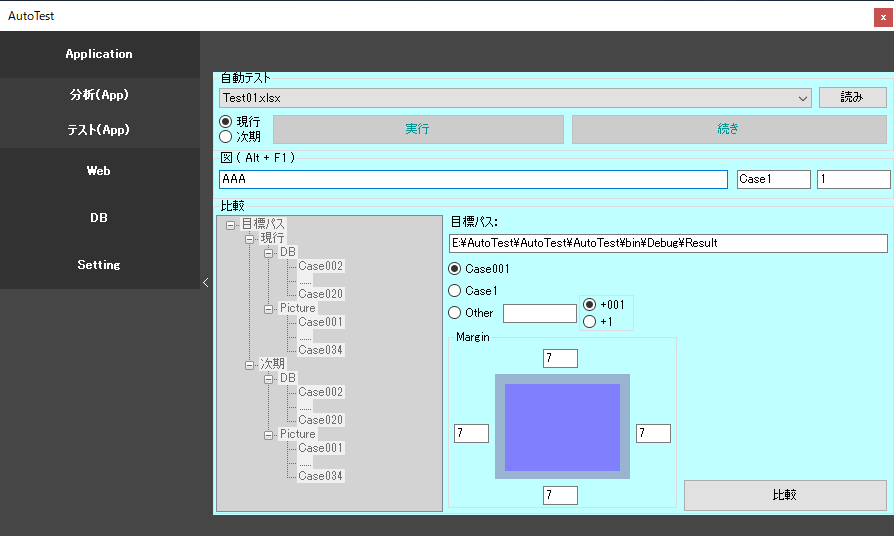 AutoTest
x
Application
分析(App)
テスト(App)
Web
DB
Setting
自動テスト
Test01.xlsx
読み
現行
次期
実行
続き
図 ( Alt + F1 )
AAA
Case1
1
比較
目標パス
現行
DB
Case002
.....
Case020
Picture
Case001
.....
Case034
次期
DB
Case002
.....
Case020
Picture
Case001
.....
Case034
目標パス:
E:¥AutoTest¥AutoTest¥AutoTest¥bin¥Debug¥Result
Case001
Case1
Other
+001
+1
Margin
7
7
7
7
比較